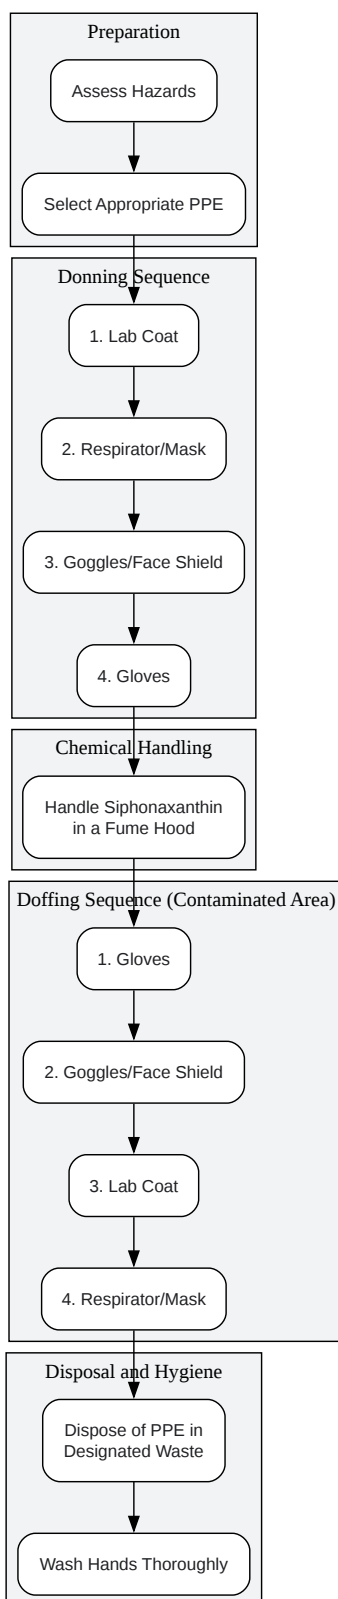 Preparation
Assess Hazards
Select Appropriate PPE
Donning Sequence
1. Lab Coat
2. Respirator/Mask
3. Goggles/Face Shield
4. Gloves
Chemical Handling
Handle Siphonaxanthin
in a Fume Hood
Doffing Sequence (Contaminated Area)
1. Gloves
2. Goggles/Face Shield
3. Lab Coat
4. Respirator/Mask
Disposal and Hygiene
Dispose of PPE in
Designated Waste
Wash Hands Thoroughly